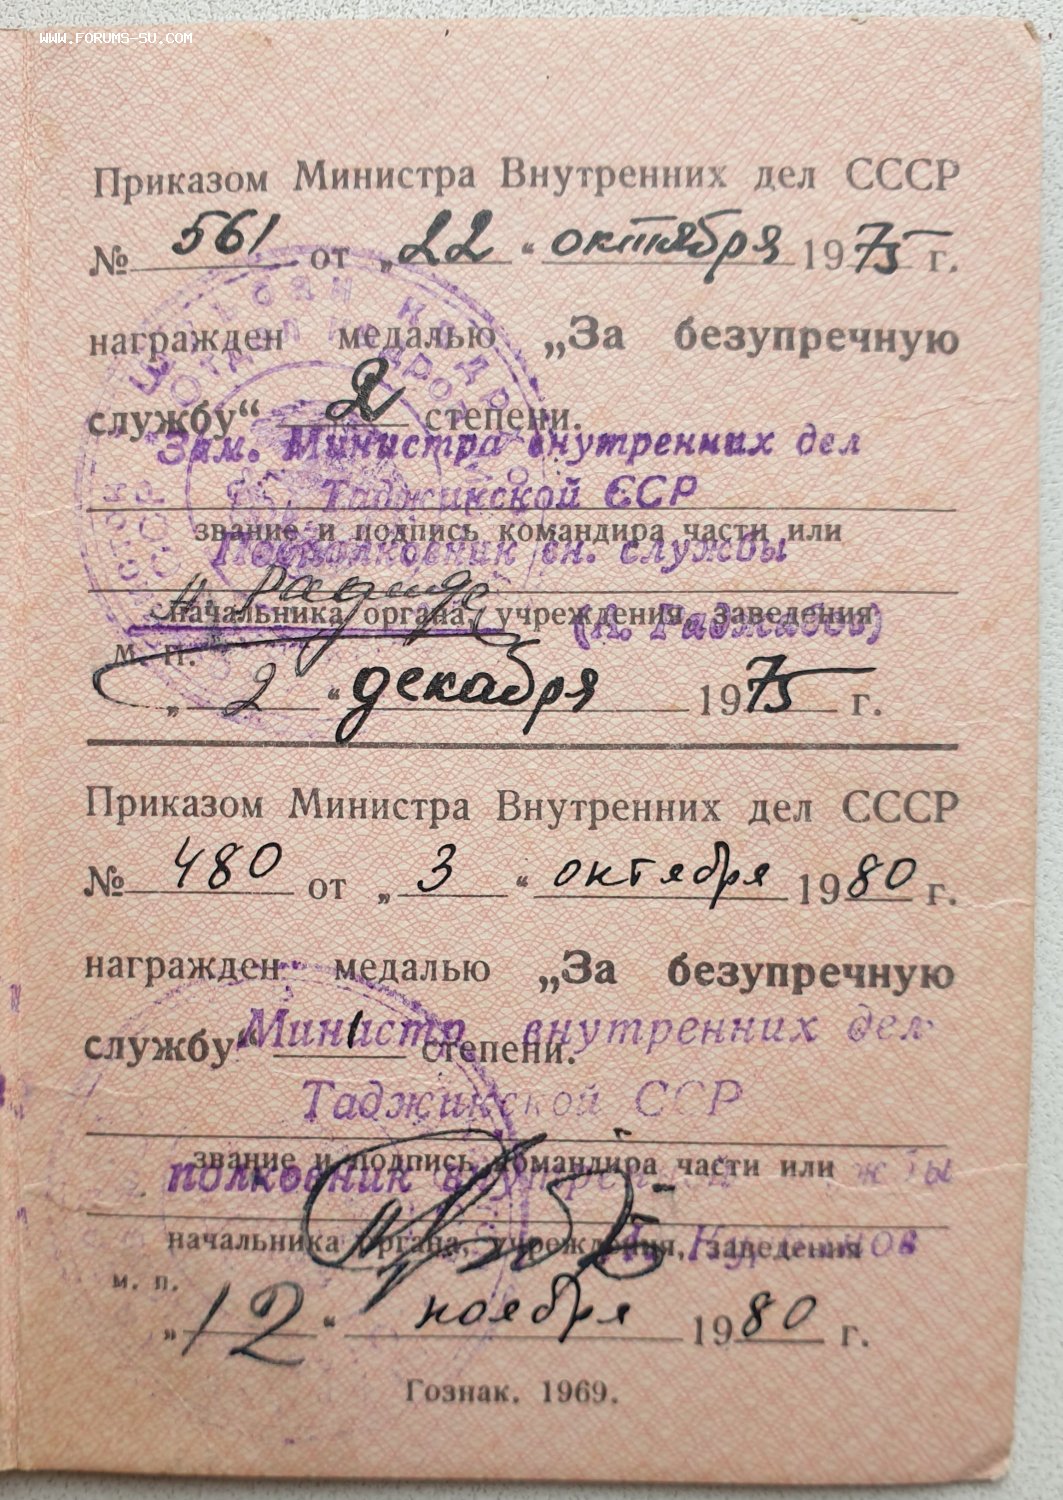 WWW.FORUMS-SU.COM
Приказом Министра Внутренних дел СССР
№ 561 от „22“ октября 1975 г.
награжден медалью „За безупречную
службу“ 2 степени.
Зам. Министра внутренних дел
Таджикской ССР
звание и подпись командира части или
Подполковник вн. службы
начальника органа, учреждения, заведения
(А. Раджабов)
м. п.
„2“ декабря 1975 г.
Приказом Министра Внутренних дел СССР
№ 480 от „3“ октября 1980 г.
награжден медалью „За безупречную
службу“ 1 степени.
Министр внутренних дел
Таджикской ССР
звание и подпись командира части или
полковник
начальника органа, учреждения, заведения
м. п.
„12“ ноября 1980 г.
Гознак. 1969.